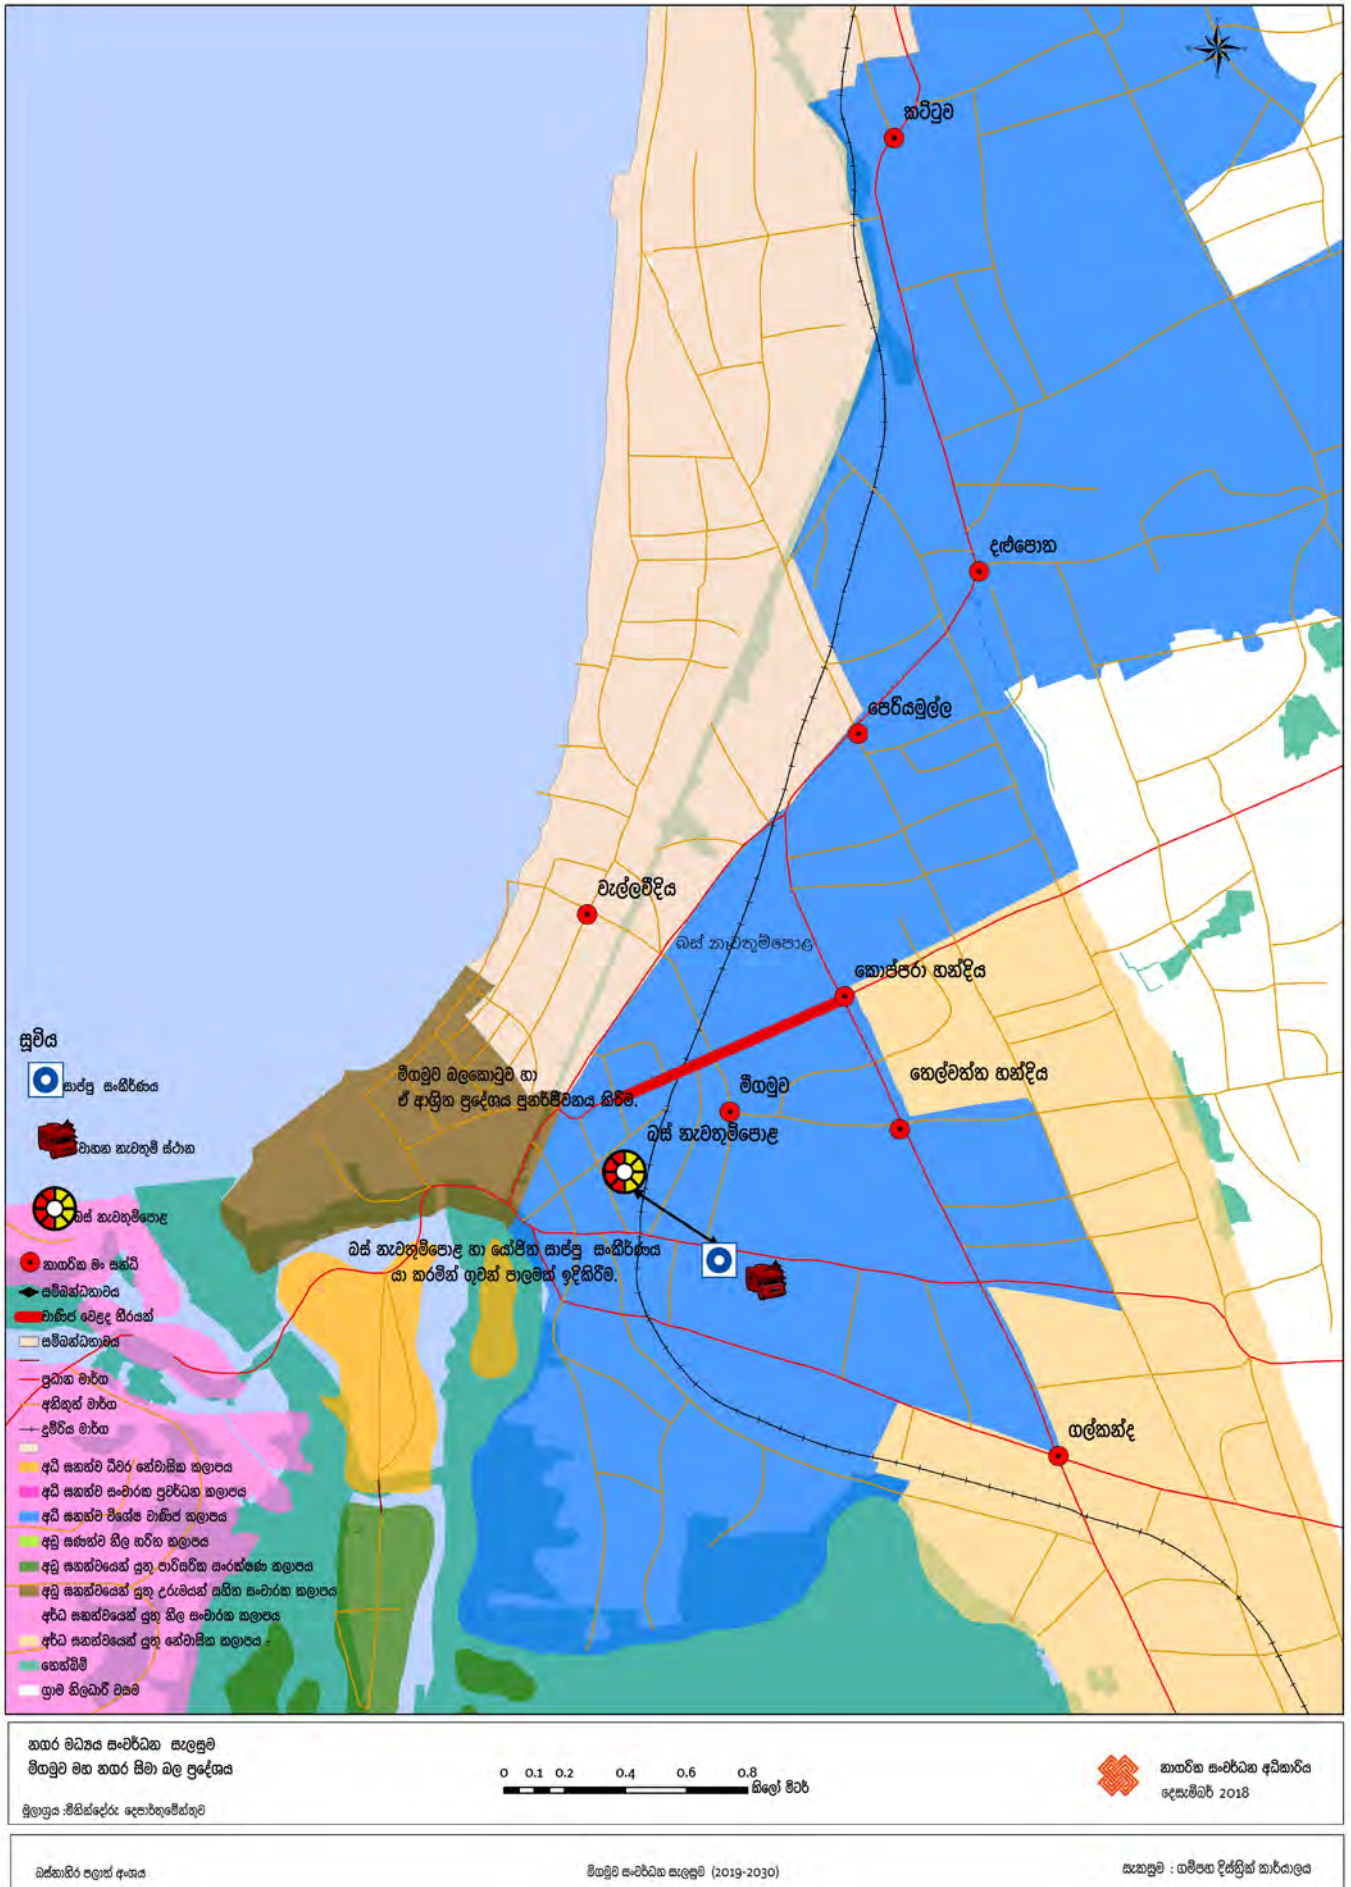 කට්ටුව
දළුපොත
පෙරියමුල්ල
වැල්ලවීදිය
බස් නැවතුම්පොළ
කොප්පරා හන්දිය
තෙල්වත්ත හන්දිය
මීගමුව බලකොටුව හා
ඒ ආශ්‍රිත ප්‍රදේශය පුනර්ජීවනය කිරීම.
මීගමුව
බස් නැවතුම්පොළ
බස් නැවතුම්පොළ හා යෝජිත සාප්පු සංකීර්ණය
යා කරමින් ගුවන් පාලමක් ඉදිකිරීම.
ගල්කන්ද
සූචිය
සාප්පු සංකීර්ණය
වාහන නැවතුම් ස්ථාන
බස් නැවතුම්පොළ
නාගරික මං සන්ධි
සම්බන්ධතාවය
වාණිජ වෙළද තීරයක්
සම්බන්ධතාවය
ප්‍රධාන මාර්ග
අනිකුත් මාර්ග
දුම්රිය මාර්ග
අධි ඝනත්ව ධීවර නේවාසික කලාපය
අධි ඝනත්ව සංචාරක ප්‍රවර්ධන කලාපය
අධි ඝනත්ව විශේෂ වාණිජ කලාපය
අඩු ඝණත්ව නීල හරිත කලාපය
අඩු ඝනත්වයෙන් යුතු පාරිසරික සංරක්ෂණ කලාපය
අඩු ඝනත්වයෙන් යුතු උරුමයන් සහිත සංචාරක කලාපය
අර්ධ ඝනත්වයෙන් යුතු නීල සංචාරක කලාපය
අර්ධ ඝනත්වයෙන් යුතු නේවාසික කලාපය -
තෙත්බිම්
ග්‍රාම නිලධාරී වසම
නගර මධ්‍යය සංවර්ධන සැලසුම
මීගමුව මහ නගර සීමා බල ප්‍රදේශය
මූලාශ්‍රය :මිනින්දෝරු දෙපාර්තුමේන්තුව
0 0.1 0.2 0.4 0.6 0.8
කිලෝ මීටර්
නාගරික සංවර්ධන අධිකාරිය
දෙසැම්බර් 2018
බස්නාහිර පලාත් අංශය
මීගමුව සංවර්ධන සැලසුම (2019-2030)
සැකසුම : ගම්පහ දිස්ත්‍රික් කාර්යාලය